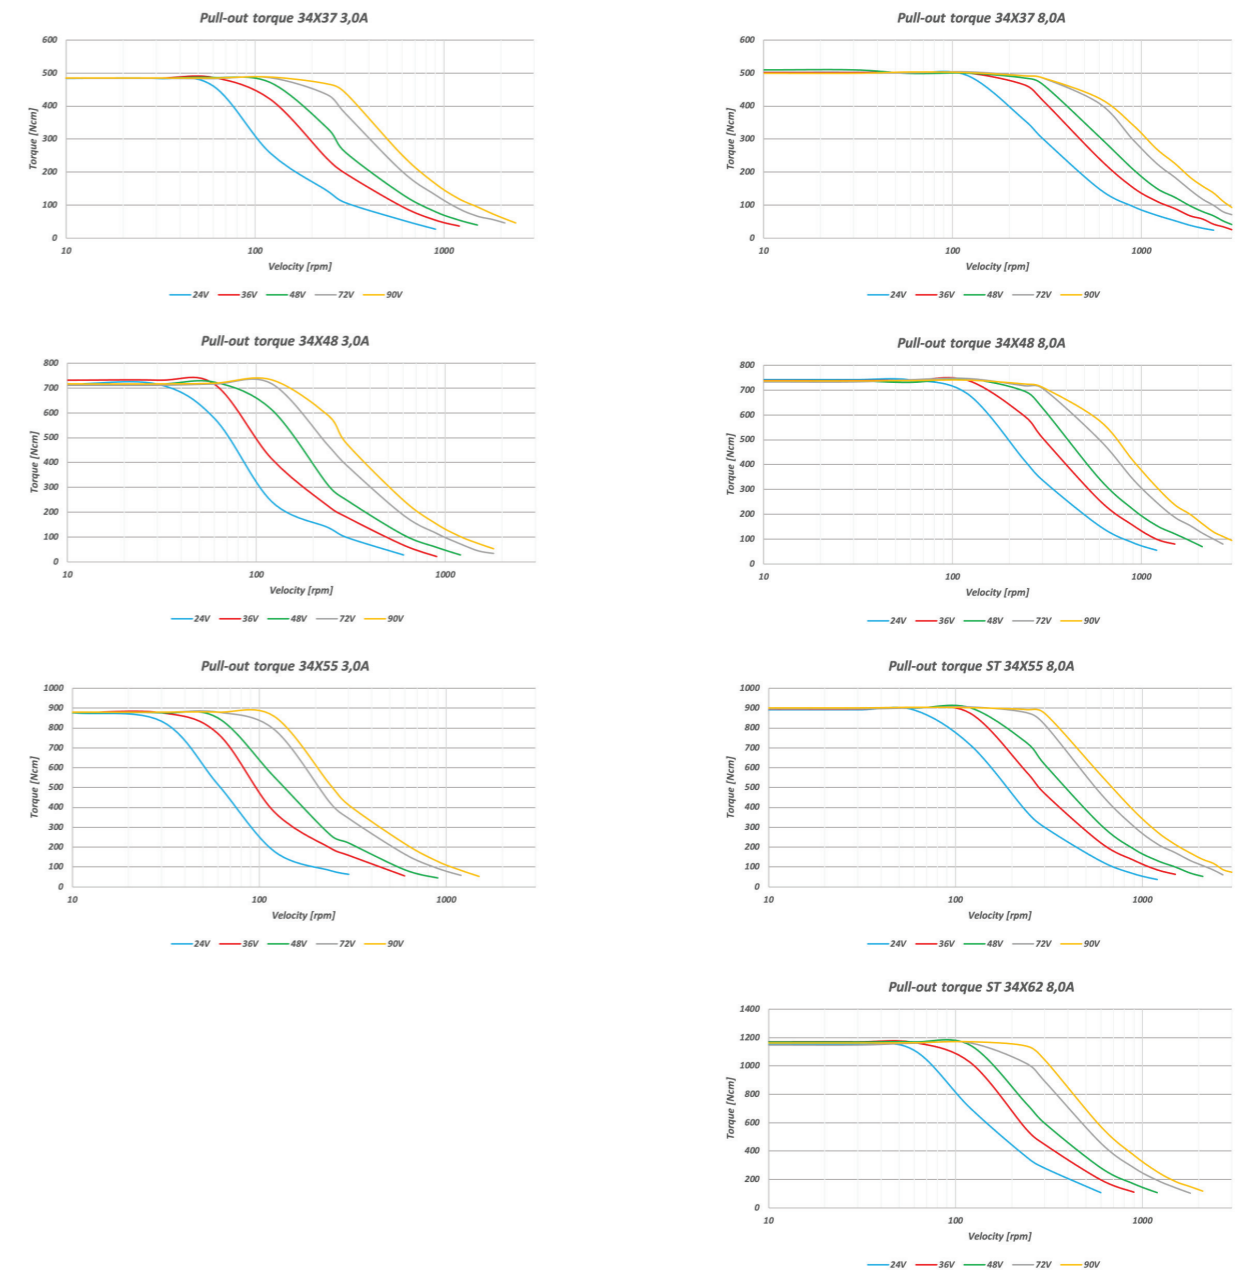 Pull-out torque 34X37 3,0A
600
500
400
300
200
100
0
Torque [Ncm]
10 100 1000
Velocity [rpm]
24V 36V 48V 72V 90V
Pull-out torque 34X37 8,0A
600
500
400
300
200
100
0
Torque [Ncm]
10 100 1000
Velocity [rpm]
24V 36V 48V 72V 90V
Pull-out torque 34X48 3,0A
800
700
600
500
400
300
200
100
0
Torque [Ncm]
10 100 1000
Velocity [rpm]
24V 36V 48V 72V 90V
Pull-out torque 34X48 8,0A
800
700
600
500
400
300
200
100
0
Torque [Ncm]
10 100 1000
Velocity [rpm]
24V 36V 48V 72V 90V
Pull-out torque 34X55 3,0A
1000
900
800
700
600
500
400
300
200
100
0
Torque [Ncm]
10 100 1000
Velocity [rpm]
24V 36V 48V 72V 90V
Pull-out torque ST 34X55 8,0A
1000
900
800
700
600
500
400
300
200
100
0
Torque [Ncm]
10 100 1000
Velocity [rpm]
24V 36V 48V 72V 90V
Pull-out torque ST 34X62 8,0A
1400
1200
1000
800
600
400
200
0
Torque [Ncm]
10 100 1000
Velocity [rpm]
24V 36V 48V 72V 90V